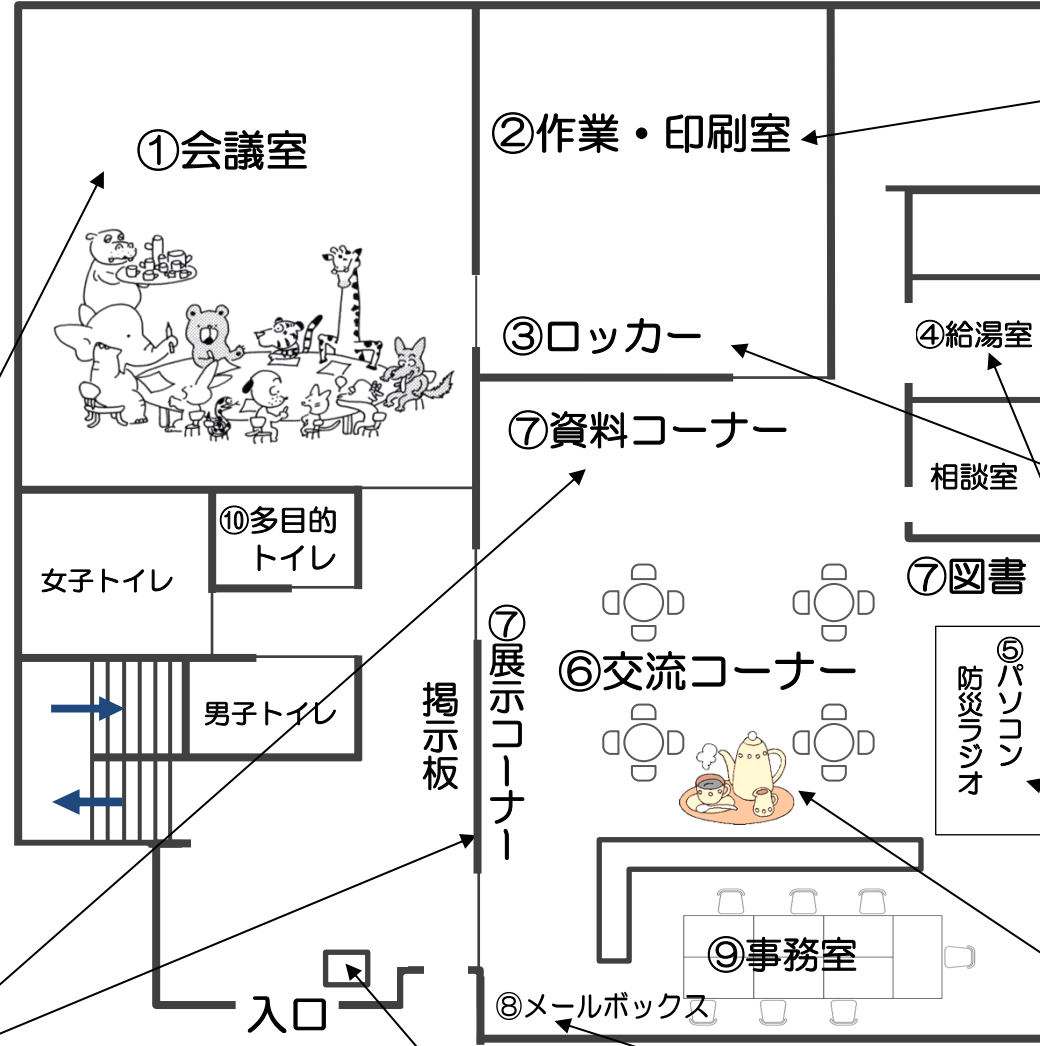 ①会議室
②作業・印刷室
③ロッカー
④給湯室
⑦資料コーナー
相談室
⑩多目的
トイレ
女子トイレ
⑦図書
⑦展示コーナー
⑥交流コーナー
⑤パソコン
防災ラジオ
男子トイレ
掲示板
⑨事務室
⑧メールボックス
入口